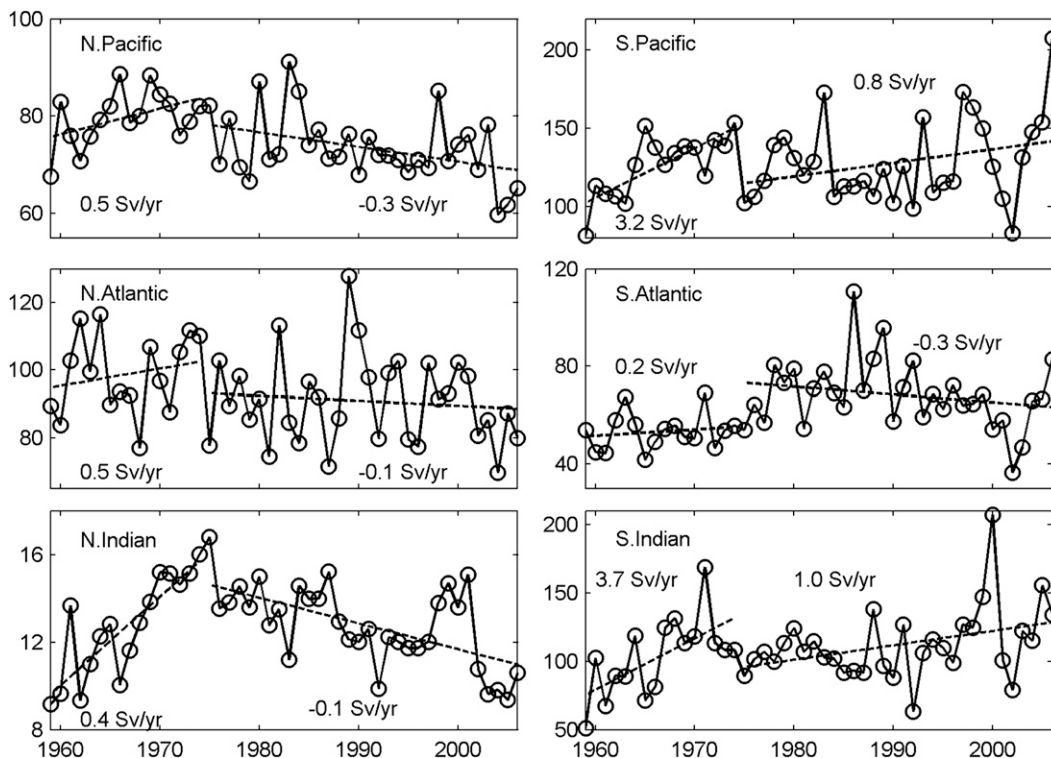 100
N.Pacific
80
60
0.5 Sv/yr
-0.3 Sv/yr
S.Pacific
200
0.8 Sv/yr
150
100
3.2 Sv/yr
N.Atlantic
120
100
80
0.5 Sv/yr
-0.1 Sv/yr
120
S.Atlantic
0.2 Sv/yr
-0.3 Sv/yr
80
40
N.Indian
16
12
8
0.4 Sv/yr
-0.1 Sv/yr
1960 1970 1980 1990 2000
200
S.Indian
3.7 Sv/yr
1.0 Sv/yr
150
100
50
1960 1970 1980 1990 2000